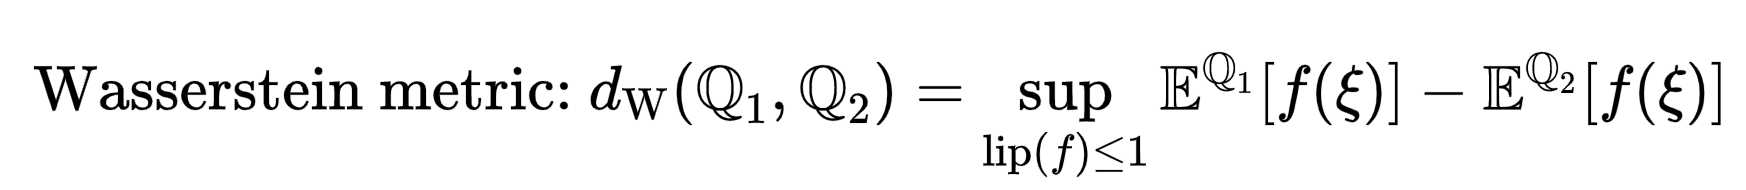 Wasserstein metric: d_W(ℚ₁, ℚ₂) = sup_{lip(f)≤1} 𝔼^{ℚ₁}[f(ξ)] − 𝔼^{ℚ₂}[f(ξ)]